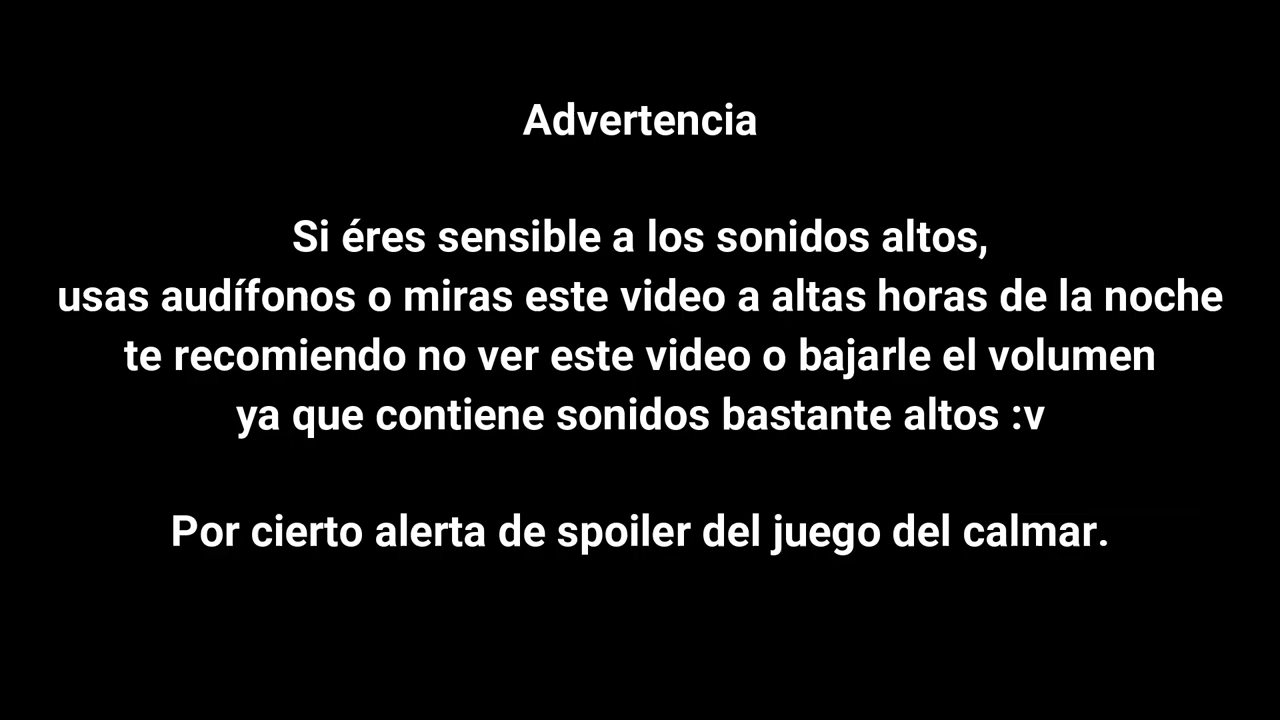 Advertencia
Si éres sensible a los sonidos altos,
usas audífonos o miras este video a altas horas de la noche
te recomiendo no ver este video o bajarle el volumen
ya que contiene sonidos bastante altos :v
Por cierto alerta de spoiler del juego del calmar.